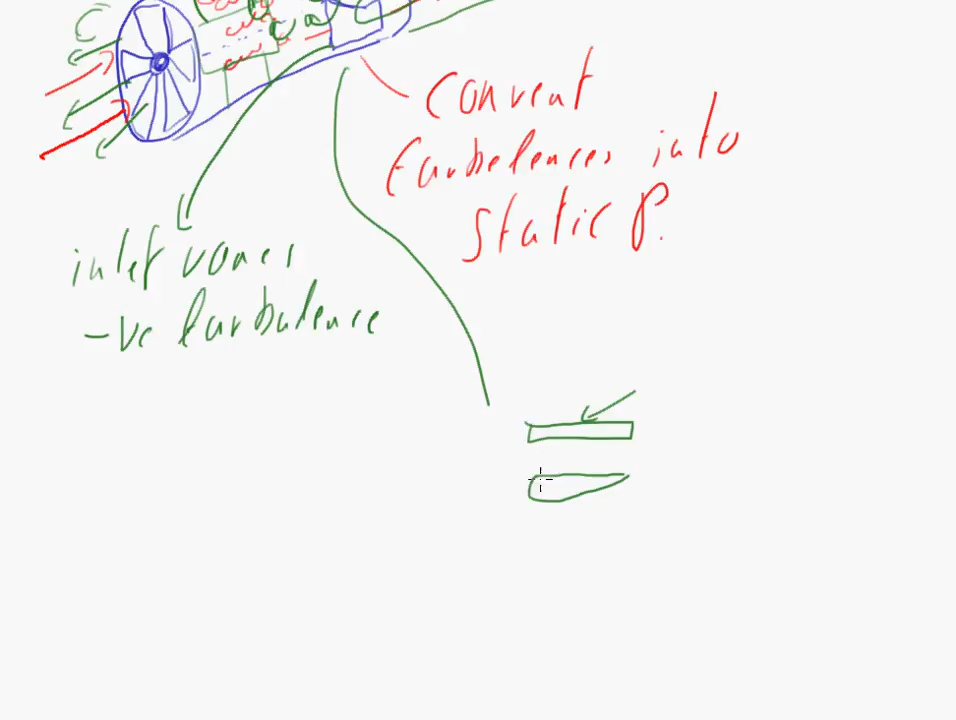 Convert
turbulences into
static P.
inlet vanes
-ve turbulence